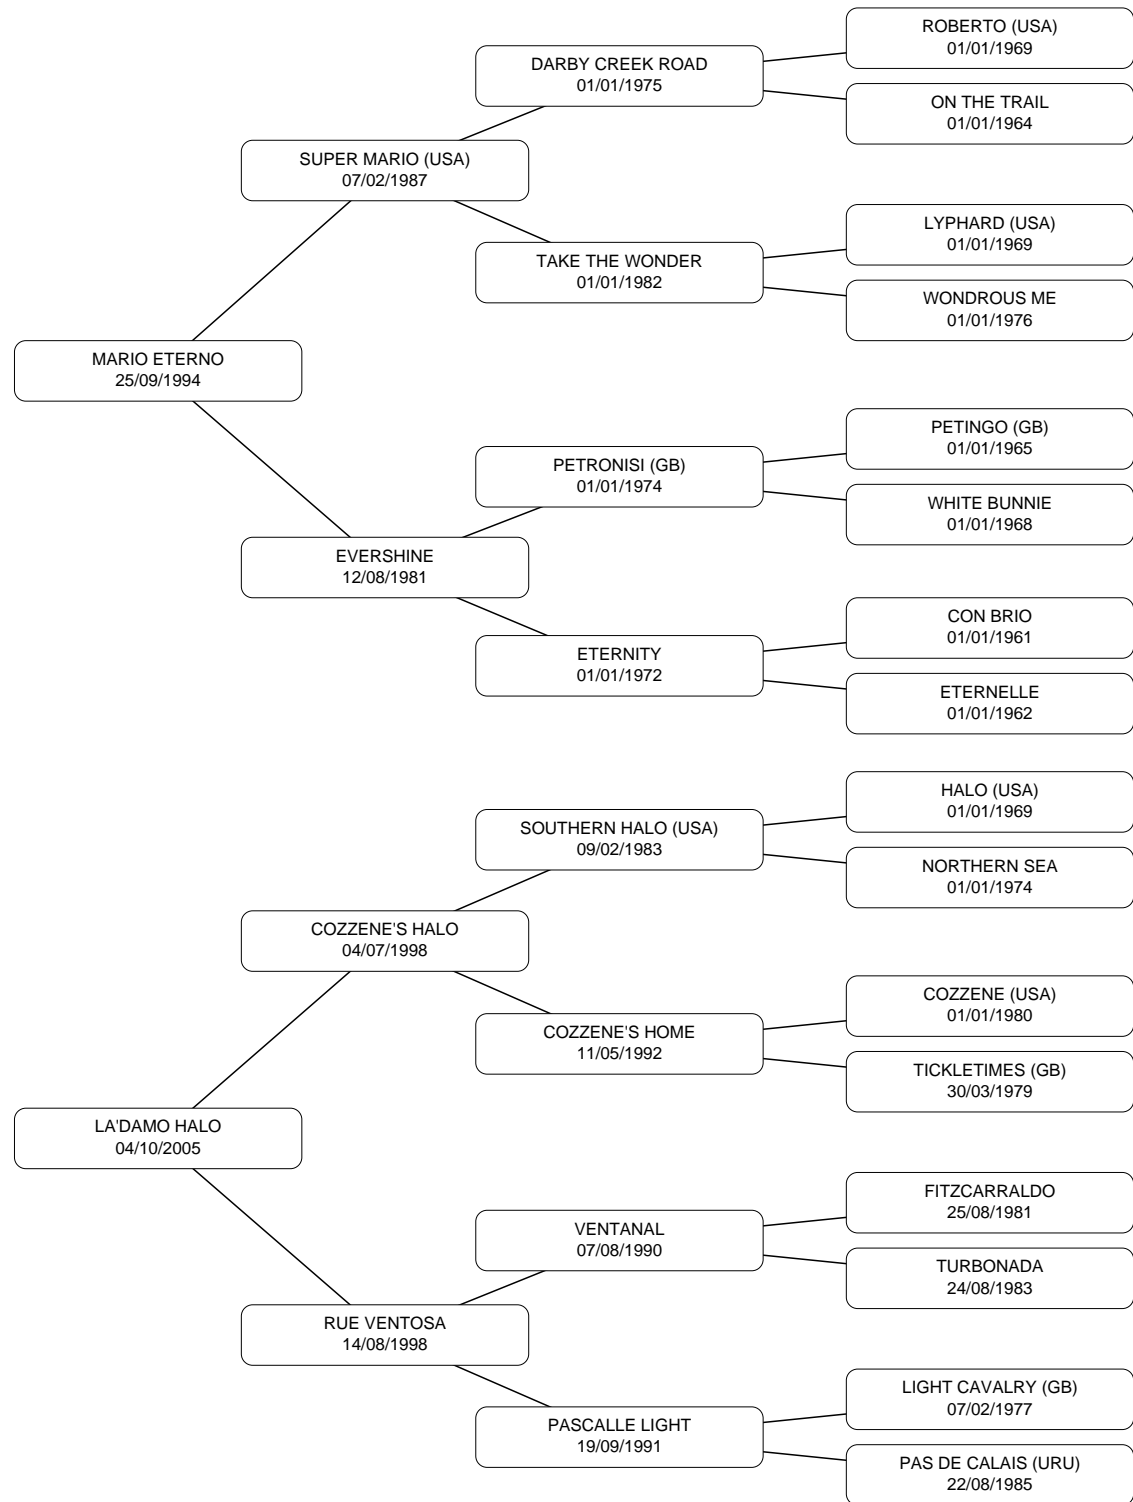 ROBERTO (USA)
01/01/1969
DARBY CREEK ROAD
01/01/1975
ON THE TRAIL
01/01/1964
SUPER MARIO (USA)
07/02/1987
LYPHARD (USA)
01/01/1969
TAKE THE WONDER
01/01/1982
WONDROUS ME
01/01/1976
MARIO ETERNO
25/09/1994
PETINGO (GB)
01/01/1965
PETRONISI (GB)
01/01/1974
WHITE BUNNIE
01/01/1968
EVERSHINE
12/08/1981
CON BRIO
01/01/1961
ETERNITY
01/01/1972
ETERNELLE
01/01/1962
HALO (USA)
01/01/1969
SOUTHERN HALO (USA)
09/02/1983
NORTHERN SEA
01/01/1974
COZZENE'S HALO
04/07/1998
COZZENE (USA)
01/01/1980
COZZENE'S HOME
11/05/1992
TICKLETIMES (GB)
30/03/1979
LA'DAMO HALO
04/10/2005
FITZCARRALDO
25/08/1981
VENTANAL
07/08/1990
TURBONADA
24/08/1983
RUE VENTOSA
14/08/1998
LIGHT CAVALRY (GB)
07/02/1977
PASCALLE LIGHT
19/09/1991
PAS DE CALAIS (URU)
22/08/1985